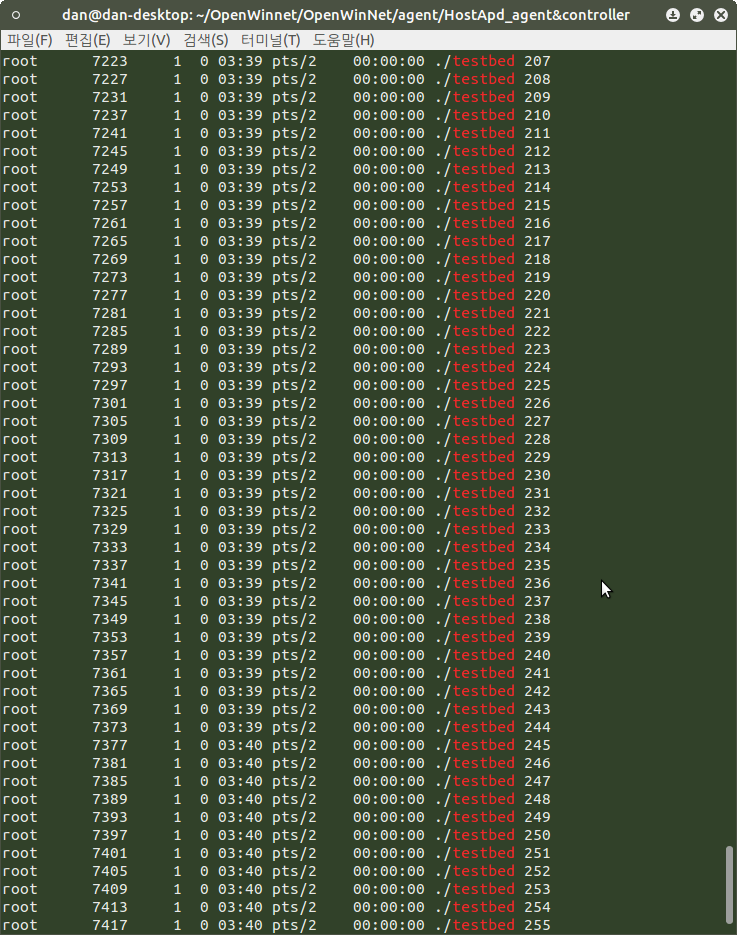 dan@dan-desktop: ~/OpenWinnet/OpenWinNet/agent/HostApd_agent&controller
파일(F) 편집(E) 보기(V) 검색(S) 터미널(T) 도움말(H)
root 7223 1 0 03:39 pts/2 00:00:00 ./testbed 207
root 7227 1 0 03:39 pts/2 00:00:00 ./testbed 208
root 7231 1 0 03:39 pts/2 00:00:00 ./testbed 209
root 7237 1 0 03:39 pts/2 00:00:00 ./testbed 210
root 7241 1 0 03:39 pts/2 00:00:00 ./testbed 211
root 7245 1 0 03:39 pts/2 00:00:00 ./testbed 212
root 7249 1 0 03:39 pts/2 00:00:00 ./testbed 213
root 7253 1 0 03:39 pts/2 00:00:00 ./testbed 214
root 7257 1 0 03:39 pts/2 00:00:00 ./testbed 215
root 7261 1 0 03:39 pts/2 00:00:00 ./testbed 216
root 7265 1 0 03:39 pts/2 00:00:00 ./testbed 217
root 7269 1 0 03:39 pts/2 00:00:00 ./testbed 218
root 7273 1 0 03:39 pts/2 00:00:00 ./testbed 219
root 7277 1 0 03:39 pts/2 00:00:00 ./testbed 220
root 7281 1 0 03:39 pts/2 00:00:00 ./testbed 221
root 7285 1 0 03:39 pts/2 00:00:00 ./testbed 222
root 7289 1 0 03:39 pts/2 00:00:00 ./testbed 223
root 7293 1 0 03:39 pts/2 00:00:00 ./testbed 224
root 7297 1 0 03:39 pts/2 00:00:00 ./testbed 225
root 7301 1 0 03:39 pts/2 00:00:00 ./testbed 226
root 7305 1 0 03:39 pts/2 00:00:00 ./testbed 227
root 7309 1 0 03:39 pts/2 00:00:00 ./testbed 228
root 7313 1 0 03:39 pts/2 00:00:00 ./testbed 229
root 7317 1 0 03:39 pts/2 00:00:00 ./testbed 230
root 7321 1 0 03:39 pts/2 00:00:00 ./testbed 231
root 7325 1 0 03:39 pts/2 00:00:00 ./testbed 232
root 7329 1 0 03:39 pts/2 00:00:00 ./testbed 233
root 7333 1 0 03:39 pts/2 00:00:00 ./testbed 234
root 7337 1 0 03:39 pts/2 00:00:00 ./testbed 235
root 7341 1 0 03:39 pts/2 00:00:00 ./testbed 236
root 7345 1 0 03:39 pts/2 00:00:00 ./testbed 237
root 7349 1 0 03:39 pts/2 00:00:00 ./testbed 238
root 7353 1 0 03:39 pts/2 00:00:00 ./testbed 239
root 7357 1 0 03:39 pts/2 00:00:00 ./testbed 240
root 7361 1 0 03:39 pts/2 00:00:00 ./testbed 241
root 7365 1 0 03:39 pts/2 00:00:00 ./testbed 242
root 7369 1 0 03:39 pts/2 00:00:00 ./testbed 243
root 7373 1 0 03:39 pts/2 00:00:00 ./testbed 244
root 7377 1 0 03:40 pts/2 00:00:00 ./testbed 245
root 7381 1 0 03:40 pts/2 00:00:00 ./testbed 246
root 7385 1 0 03:40 pts/2 00:00:00 ./testbed 247
root 7389 1 0 03:40 pts/2 00:00:00 ./testbed 248
root 7393 1 0 03:40 pts/2 00:00:00 ./testbed 249
root 7397 1 0 03:40 pts/2 00:00:00 ./testbed 250
root 7401 1 0 03:40 pts/2 00:00:00 ./testbed 251
root 7405 1 0 03:40 pts/2 00:00:00 ./testbed 252
root 7409 1 0 03:40 pts/2 00:00:00 ./testbed 253
root 7413 1 0 03:40 pts/2 00:00:00 ./testbed 254
root 7417 1 0 03:40 pts/2 00:00:00 ./testbed 255